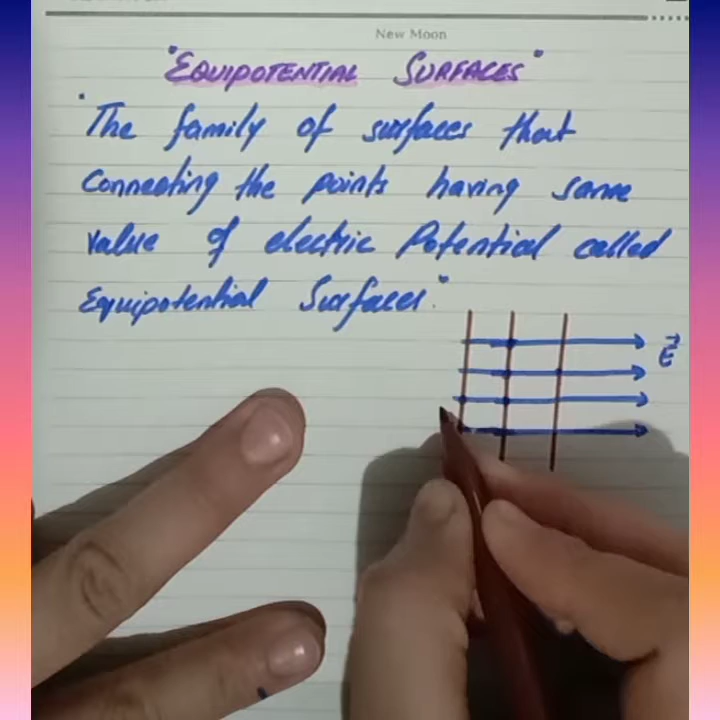 New Moon
"EQUIPOTENTIAL SURFACES"
"The family of surfaces that
Connecting the points having same
value of electric Potential called
Equipotential Surfaces".
E